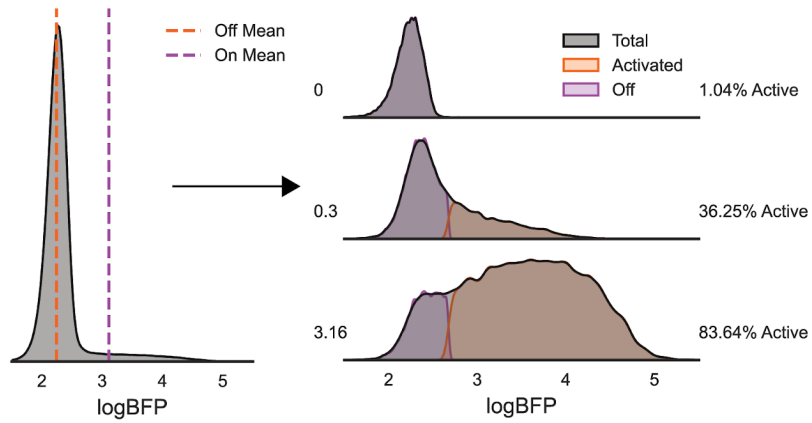 Off Mean
On Mean
2 3 4 5
logBFP
Total
Activated
Off
0
1.04% Active
0.3
36.25% Active
3.16
83.64% Active
2 3 4 5
logBFP